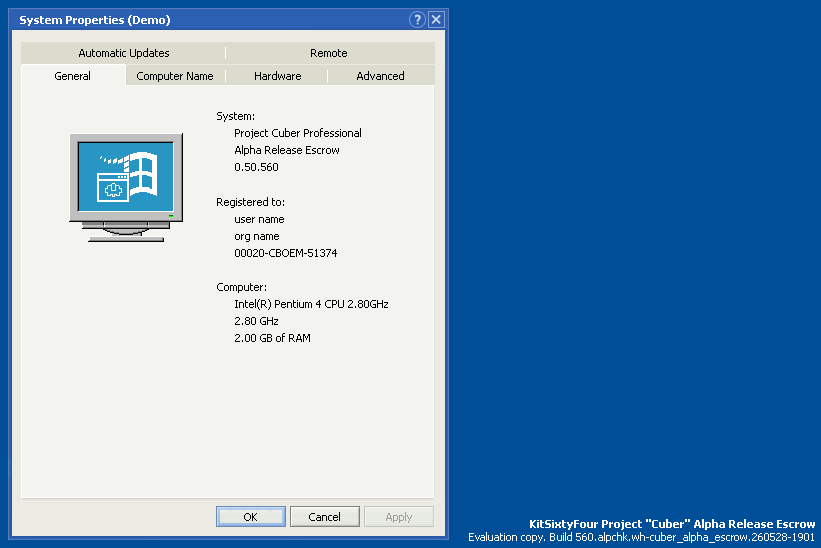 System Properties (Demo)
Automatic Updates Remote
General Computer Name Hardware Advanced
System:
Project Cuber Professional
Alpha Release Escrow
0.50.560
Registered to:
user name
org name
00020-CBOEM-51374
Computer:
Intel(R) Pentium 4 CPU 2.80GHz
2.80 GHz
2.00 GB of RAM
OK Cancel Apply
KitSixtyFour Project "Cuber" Alpha Release Escrow
Evaluation copy. Build 560.alpchk.wh-cuber_alpha_escrow.260528-1901